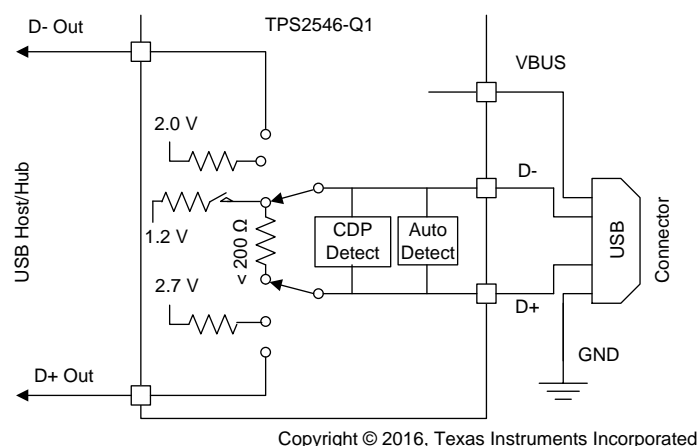 D- Out
TPS2546-Q1
VBUS
2.0 V
D-
1.2 V
< 200 Ω
CDP
Detect
Auto
Detect
USB Host/Hub
USB
Connector
2.7 V
D+
GND
D+ Out
Copyright © 2016, Texas Instruments Incorporated